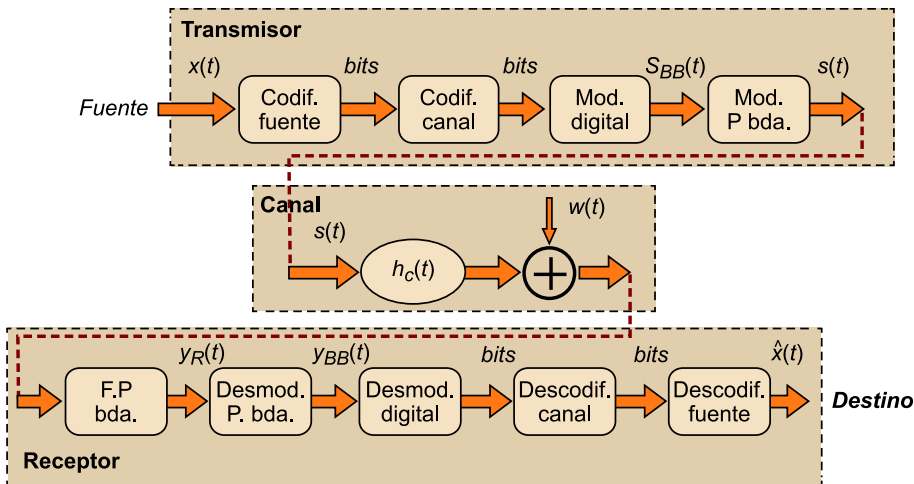 Transmisor
x(t)
bits
bits
S_BB(t)
s(t)
Fuente
Codif.
fuente
Codif.
canal
Mod.
digital
Mod.
P bda.
Canal
s(t)
w(t)
h_c(t)
+
y_R(t)
y_BB(t)
bits
bits
x̂(t)
F.P
bda.
Desmod.
P. bda.
Desmod.
digital
Descodif.
canal
Descodif.
fuente
Destino
Receptor